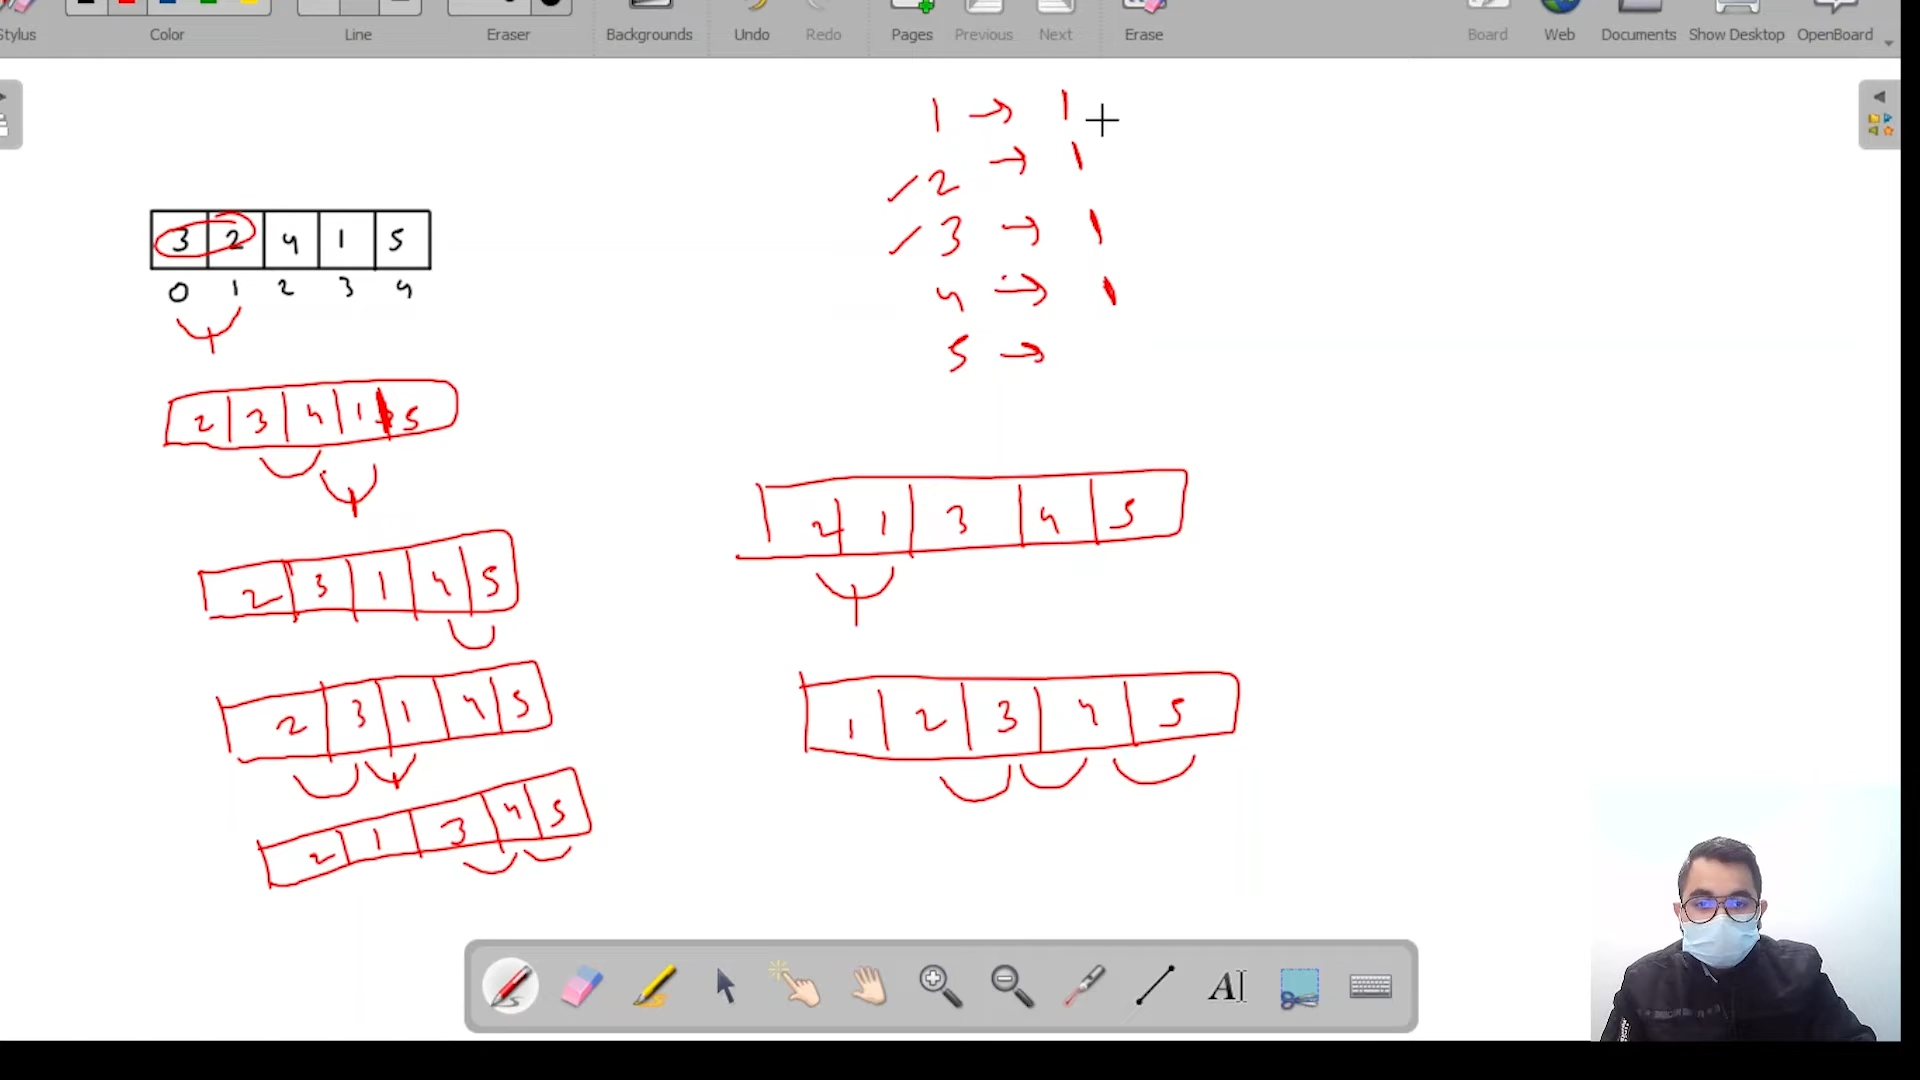 Stylus Color Line Eraser Backgrounds Undo Redo Pages Previous Next Erase Board Web Documents Show Desktop OpenBoard
1 → 1
2 → 1
3 → 1
4 → 1
5 →
3 2 4 1 5
0 1 2 3 4
2 3 4 1 5
2 3 1 4 5
2 3 1 4 5
2 1 3 4 5
2 1 3 4 5
1 2 3 4 5